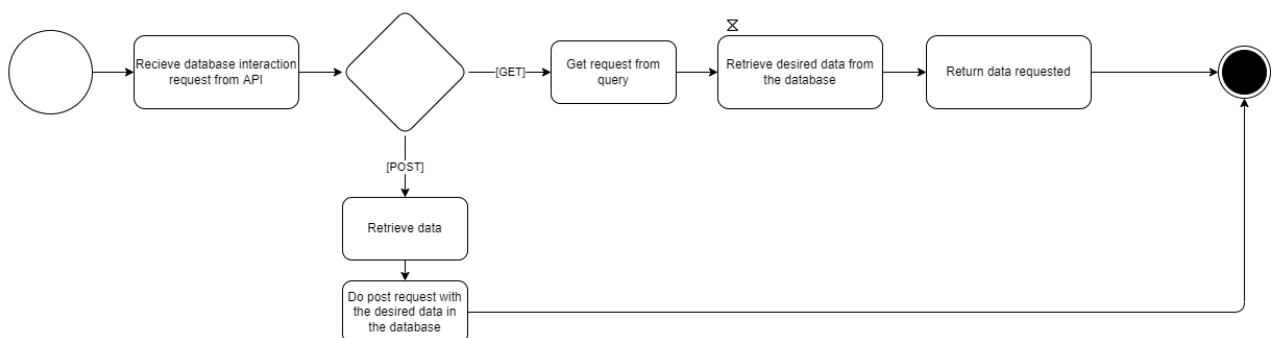 Recieve database interaction
request from API
[GET]
Get request from
query
Retrieve desired data from
the database
Return data requested
[POST]
Retrieve data
Do post request with
the desired data in
the database